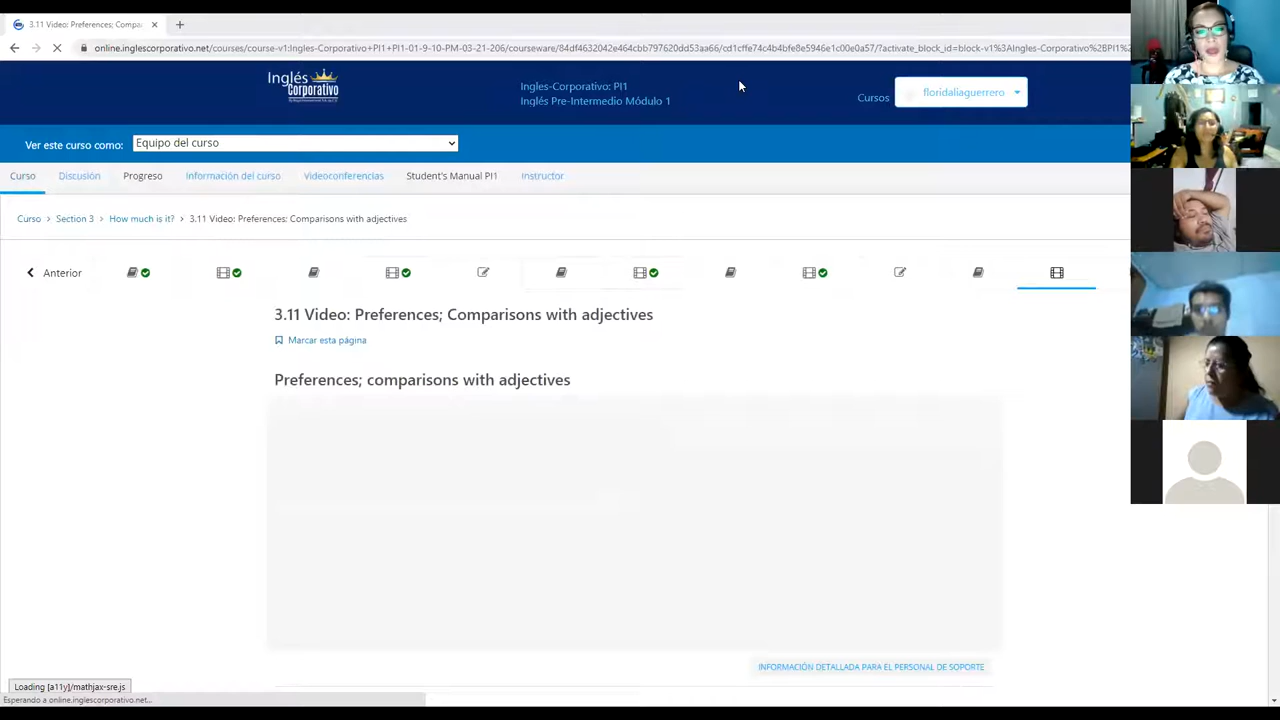 3.11 Video: Preferences; Compa
online.inglescorporativo.net/courses/course-v1:Ingles-Corporativo+PI1+PI1-01-9-10-PM-03-21-206/courseware/84df4632042e464cbb797620dd53aa66/cd1cffe74c4b4bfe8e5946e1c00e0a57/?activate_block_id=block-v1%3AIngles-Corporativo%2BPI1%
Inglés
Corporativo
Ingles-Corporativo: PI1
Inglés Pre-Intermedio Módulo 1
Cursos
floridaliaguerrero
Ver este curso como:
Equipo del curso
Curso
Discusión
Progreso
Información del curso
Videoconferencias
Student's Manual PI1
Instructor
Curso > Section 3 > How much is it? > 3.11 Video: Preferences: Comparisons with adjectives
Anterior
3.11 Video: Preferences; Comparisons with adjectives
Marcar esta página
Preferences; comparisons with adjectives
INFORMACIÓN DETALLADA PARA EL PERSONAL DE SOPORTE
Loading [a11y]/mathjax-sre.js
Esperando a online.inglescorporativo.net...